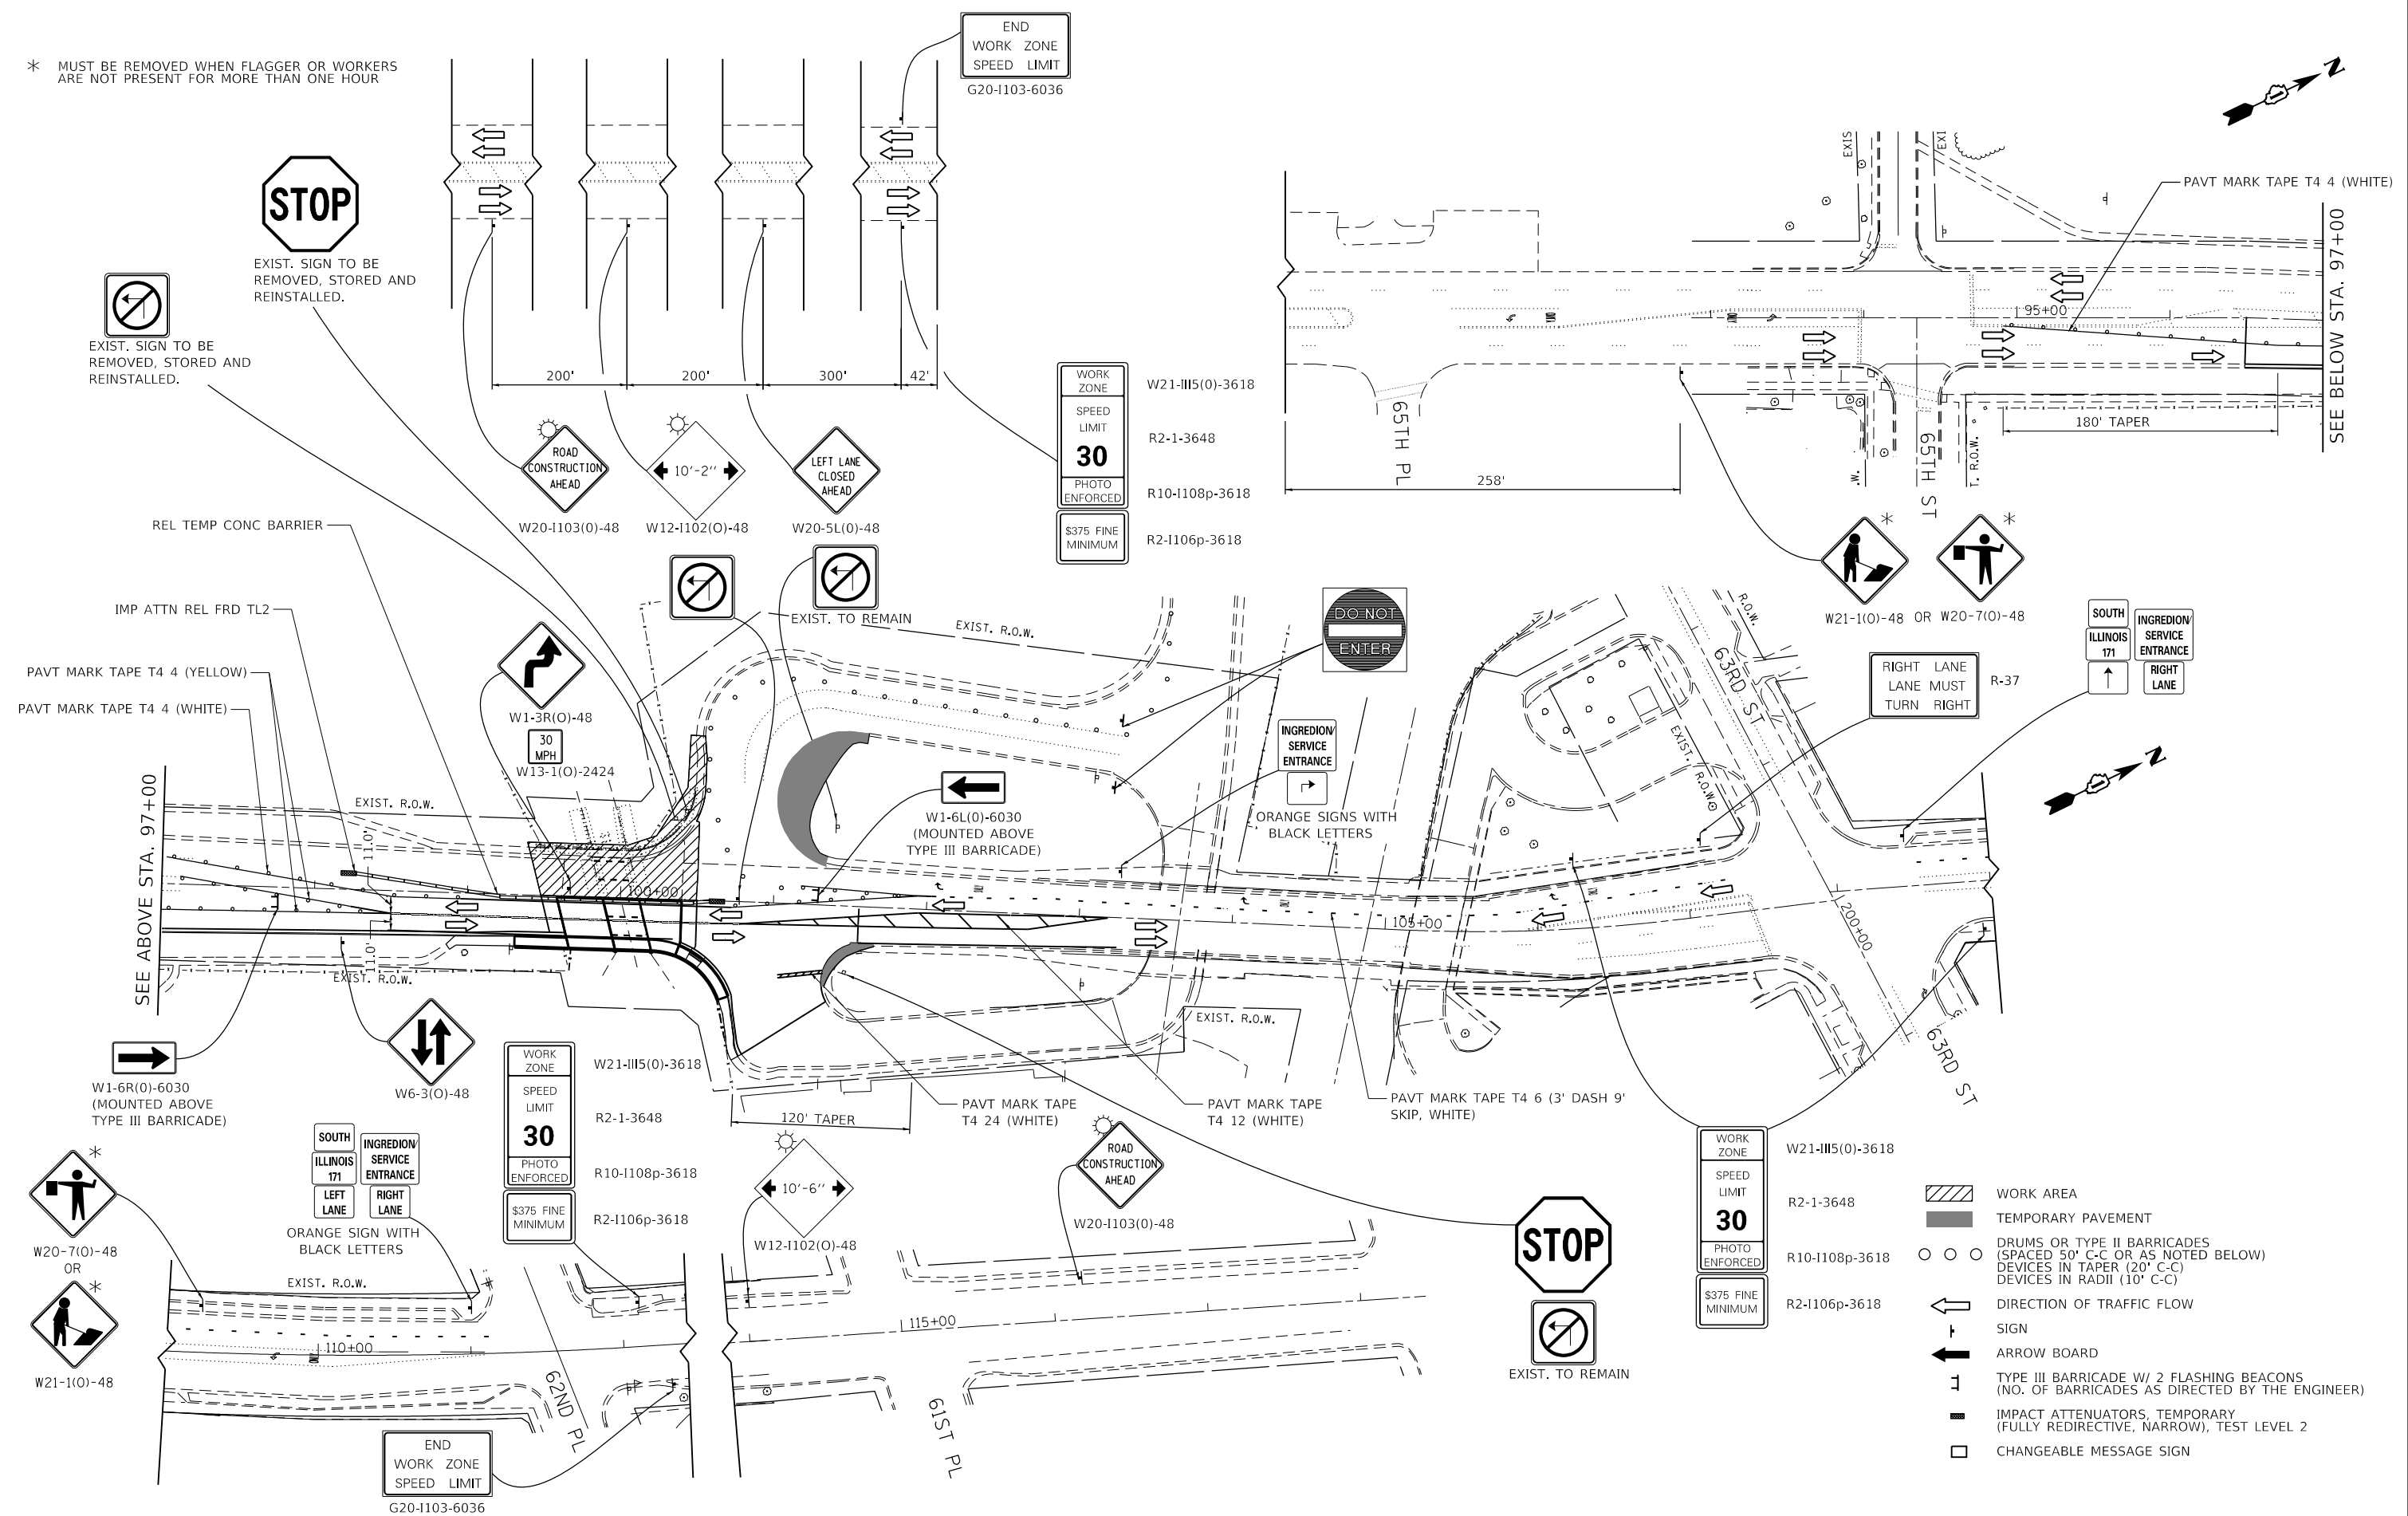 * MUST BE REMOVED WHEN FLAGGER OR WORKERS
ARE NOT PRESENT FOR MORE THAN ONE HOUR
END
WORK ZONE
SPEED LIMIT
G20-I103-6036
N
STOP
EXIST. SIGN TO BE
REMOVED, STORED AND
REINSTALLED.
EXIST. SIGN TO BE
REMOVED, STORED AND
REINSTALLED.
200'
200'
300'
42'
ROAD
CONSTRUCTION
AHEAD
W20-I103(0)-48
10'-2"
W12-I102(O)-48
LEFT LANE
CLOSED
AHEAD
W20-5L(0)-48
WORK
ZONE
SPEED
LIMIT
30
PHOTO
ENFORCED
$375 FINE
MINIMUM
W21-III5(0)-3618
R2-1-3648
R10-I108p-3618
R2-I106p-3618
EXIS
EXI
PAVT MARK TAPE T4 4 (WHITE)
95+00
SEE BELOW STA. 97+00
180' TAPER
65TH PL
258'
65TH ST
W.
T. R.O.W.
*
*
W21-1(O)-48 OR W20-7(O)-48
REL TEMP CONC BARRIER
IMP ATTN REL FRD TL2
PAVT MARK TAPE T4 4 (YELLOW)
PAVT MARK TAPE T4 4 (WHITE)
W1-3R(O)-48
30
MPH
W13-1(O)-2424
EXIST. TO REMAIN
EXIST. R.O.W.
DO NOT
ENTER
INGREDION/
SERVICE
ENTRANCE
ORANGE SIGNS WITH
BLACK LETTERS
R.O.W.
63RD ST
EXIST. R.O.W.
RIGHT LANE
LANE MUST
TURN RIGHT
R-37
SOUTH
ILLINOIS
171
INGREDION/
SERVICE
ENTRANCE
RIGHT
LANE
N
SEE ABOVE STA. 97+00
EXIST. R.O.W.
11.0'
11.0'
EXIST. R.O.W.
100+00
W1-6L(0)-6030
(MOUNTED ABOVE
TYPE III BARRICADE)
105+00
200+00
63RD ST
EXIST. R.O.W.
W1-6R(0)-6030
(MOUNTED ABOVE
TYPE III BARRICADE)
W6-3(O)-48
WORK
ZONE
SPEED
LIMIT
30
PHOTO
ENFORCED
$375 FINE
MINIMUM
W21-III5(0)-3618
R2-1-3648
R10-I108p-3618
R2-I106p-3618
120' TAPER
PAVT MARK TAPE
T4 24 (WHITE)
PAVT MARK TAPE
T4 12 (WHITE)
PAVT MARK TAPE T4 6 (3' DASH 9'
SKIP, WHITE)
*
W20-7(O)-48
OR
*
W21-1(O)-48
SOUTH
ILLINOIS
171
LEFT
LANE
INGREDION/
SERVICE
ENTRANCE
RIGHT
LANE
ORANGE SIGN WITH
BLACK LETTERS
EXIST. R.O.W.
10'-6"
W12-I102(O)-48
ROAD
CONSTRUCTION
AHEAD
W20-I103(0)-48
110+00
115+00
62ND PL
61ST PL
END
WORK ZONE
SPEED LIMIT
G20-I103-6036
STOP
EXIST. TO REMAIN
WORK
ZONE
SPEED
LIMIT
30
PHOTO
ENFORCED
$375 FINE
MINIMUM
W21-III5(0)-3618
R2-1-3648
R10-I108p-3618
R2-I106p-3618
WORK AREA
TEMPORARY PAVEMENT
DRUMS OR TYPE II BARRICADES
(SPACED 50' C-C OR AS NOTED BELOW)
DEVICES IN TAPER (20' C-C)
DEVICES IN RADII (10' C-C)
DIRECTION OF TRAFFIC FLOW
SIGN
ARROW BOARD
TYPE III BARRICADE W/ 2 FLASHING BEACONS
(NO. OF BARRICADES AS DIRECTED BY THE ENGINEER)
IMPACT ATTENUATORS, TEMPORARY
(FULLY REDIRECTIVE, NARROW), TEST LEVEL 2
CHANGEABLE MESSAGE SIGN